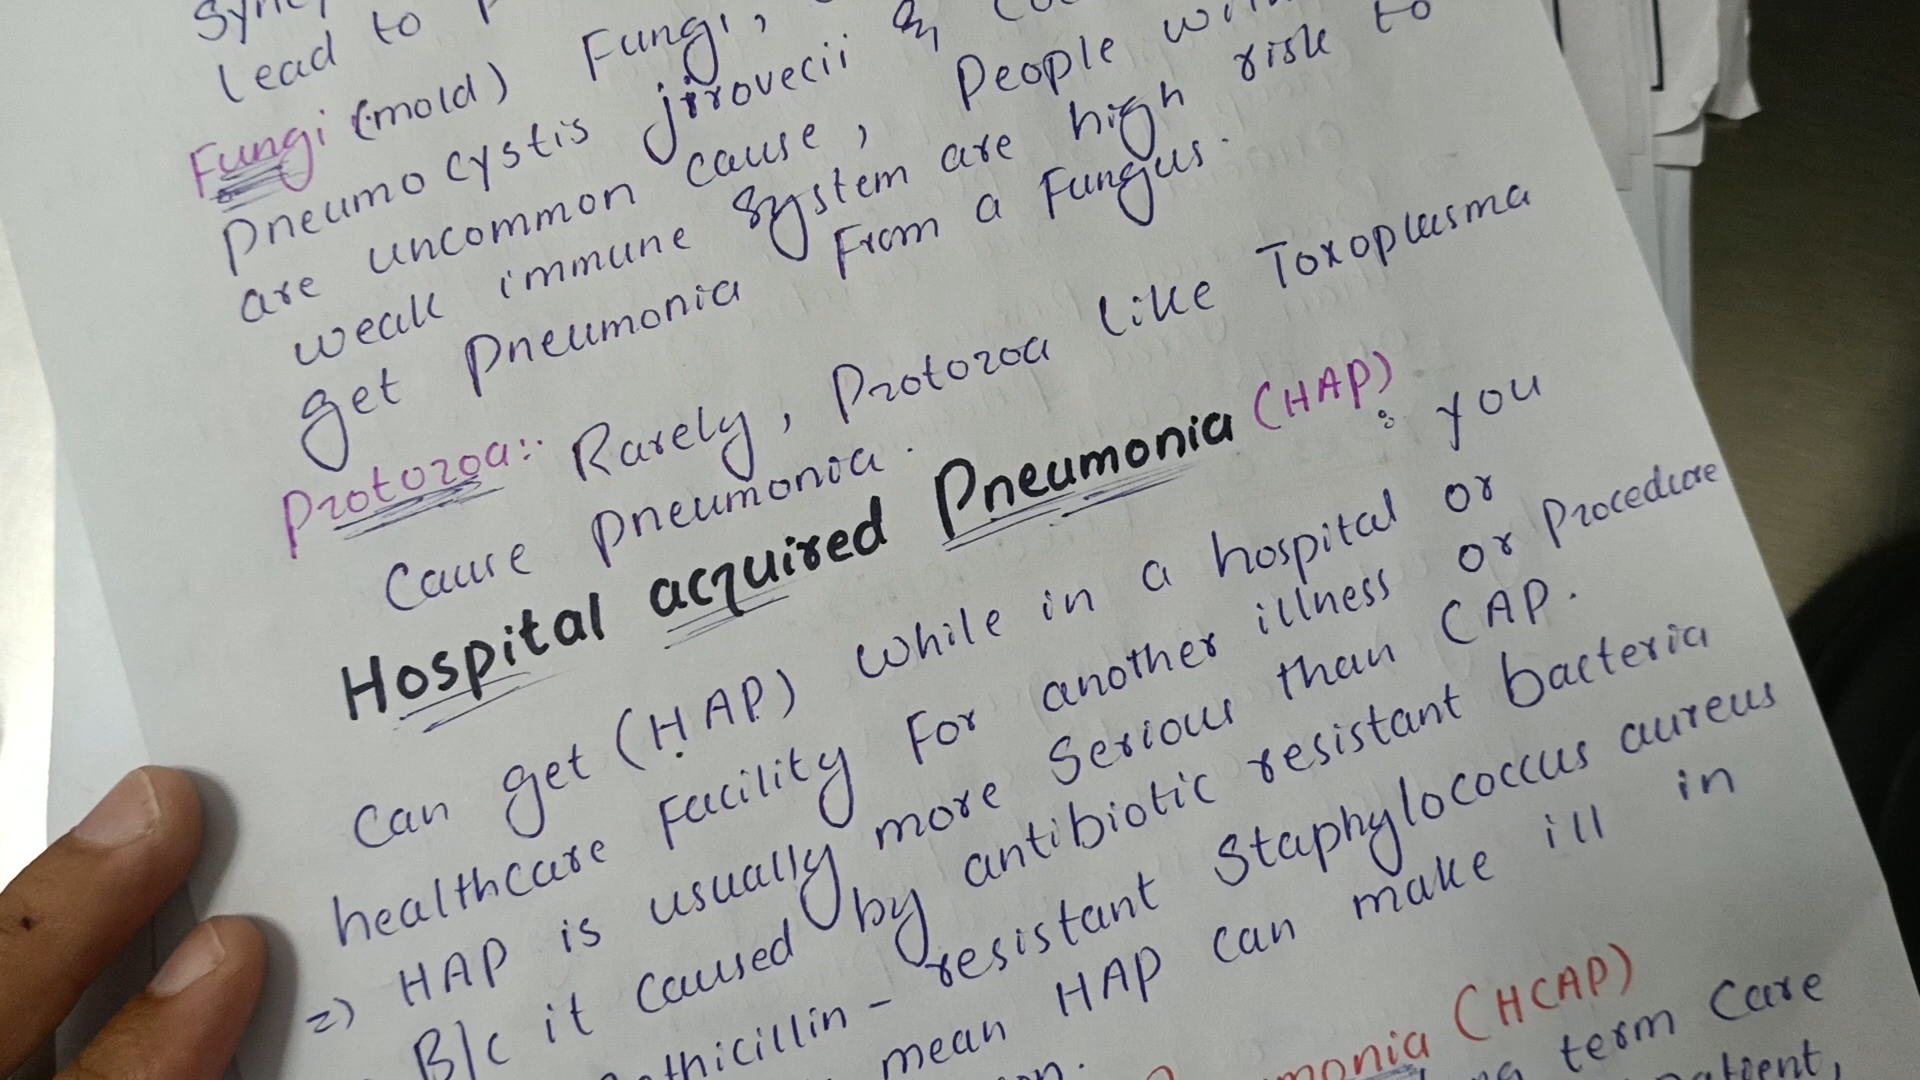 lead to
Fungi (mold) Fungi,
Pneumocystis jirovecii &
are uncommon cause, People
weak immune System are high risk to
get Pneumonia From a Fungus.
Protozoa:- Rarely, Protozoa like Toxoplasma
Cause pneumonia.
Hospital acquired Pneumonia (HAP) : you
Can get (HAP) while in a hospital or
healthcare Facility For another illness or Procedure
=) HAP is usually more Serious than CAP.
B/c it caused by antibiotic resistant bacteria
thicillin - resistant Staphylococcus aureus
mean HAP can make ill in
monia (HCAP)
term Care